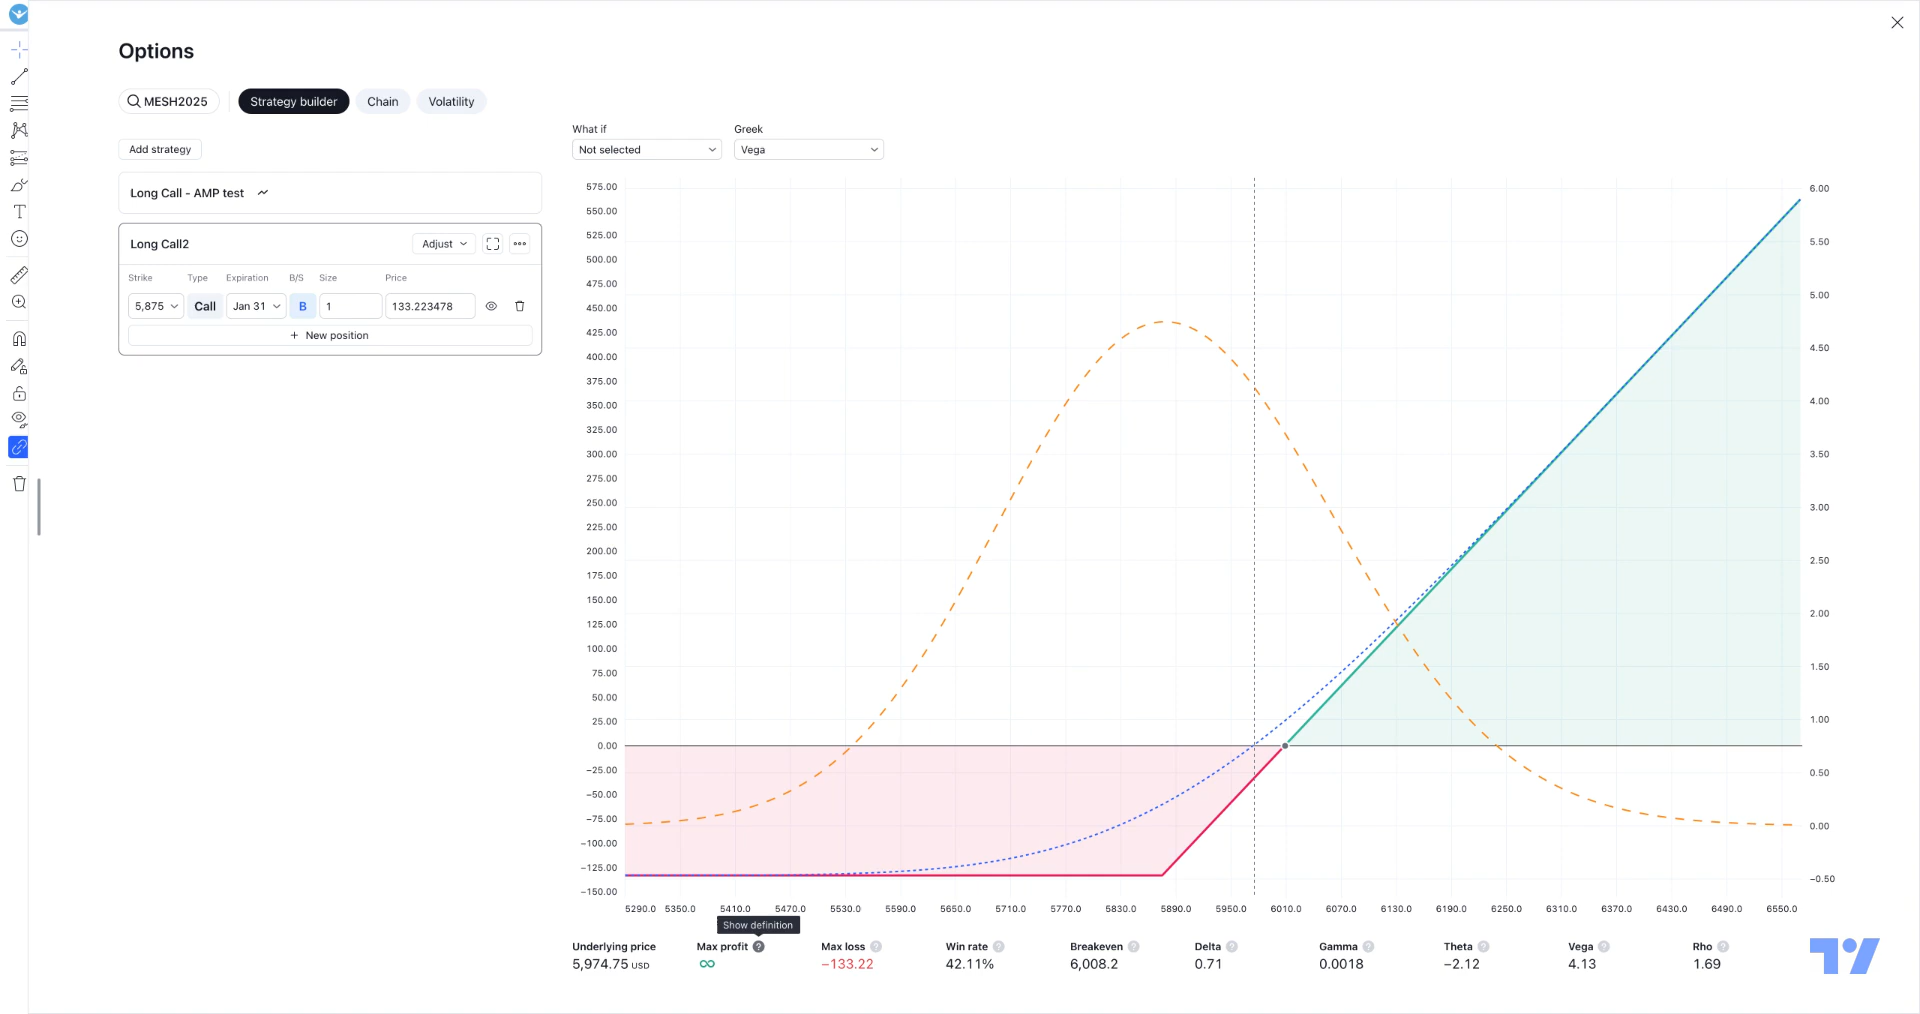 Options
MESH2025
Strategy builder
Chain
Volatility
What if
Greek
Not selected
Vega
Add strategy
Long Call - AMP test
Long Call2
Adjust
Strike Type Expiration B/S Size Price
5,875 Call Jan 31 B 1 133.223478
+ New position
575.00
550.00
525.00
500.00
475.00
450.00
425.00
400.00
375.00
350.00
325.00
300.00
275.00
250.00
225.00
200.00
175.00
150.00
125.00
100.00
75.00
50.00
25.00
0.00
−25.00
−50.00
−75.00
−100.00
−125.00
−150.00
6.00
5.50
5.00
4.50
4.00
3.50
3.00
2.50
2.00
1.50
1.00
0.50
0.00
−0.50
5290.0 5350.0 5410.0 5470.0 5530.0 5590.0 5650.0 5710.0 5770.0 5830.0 5890.0 5950.0 6010.0 6070.0 6130.0 6190.0 6250.0 6310.0 6370.0 6430.0 6490.0 6550.0
Show definition
Underlying price Max profit ? Max loss ? Win rate ? Breakeven ? Delta ? Gamma ? Theta ? Vega ? Rho ?
5,974.75 USD ∞ −133.22 42.11% 6,008.2 0.71 0.0018 −2.12 4.13 1.69